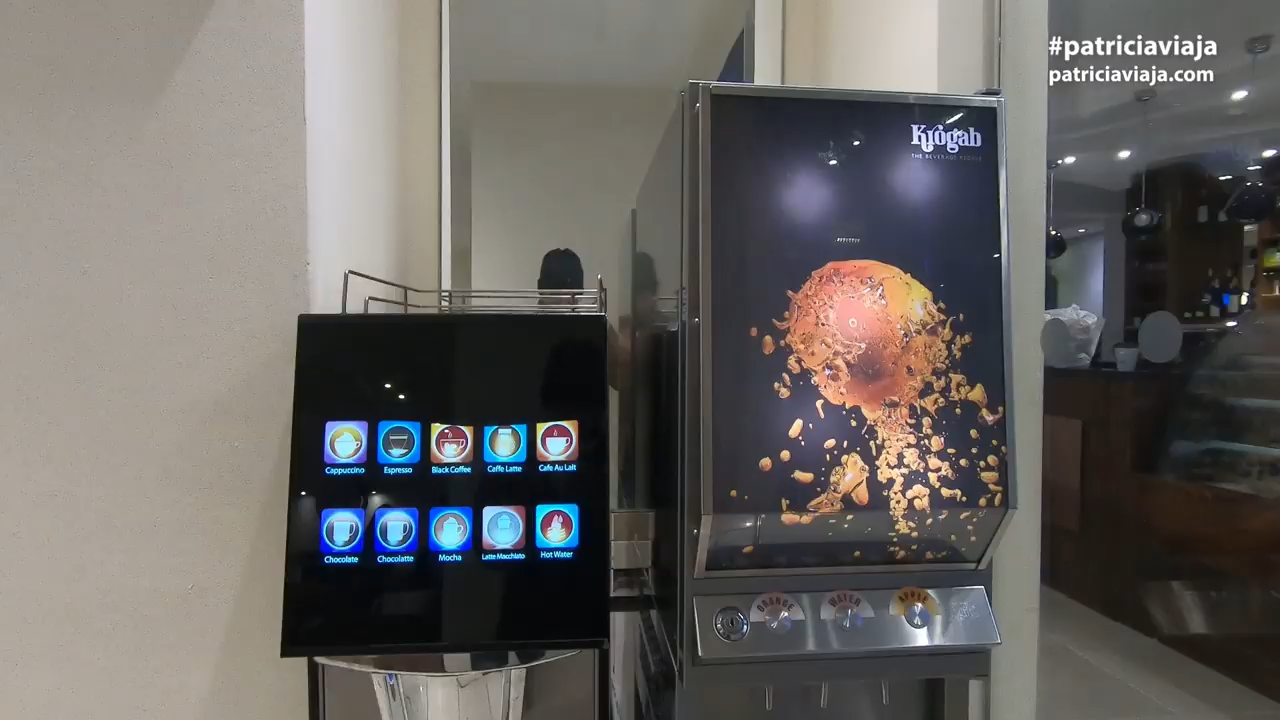 #patriciaviaja
patriciaviaja.com
Krogab
THE BEVERAGE PEOPLE
Cappuccino
Espresso
Black Coffee
Caffe Latte
Cafe Au Lait
Chocolate
Chocolatte
Mocha
Latte Macchiato
Hot Water
ORANGE
WATER
APPLE